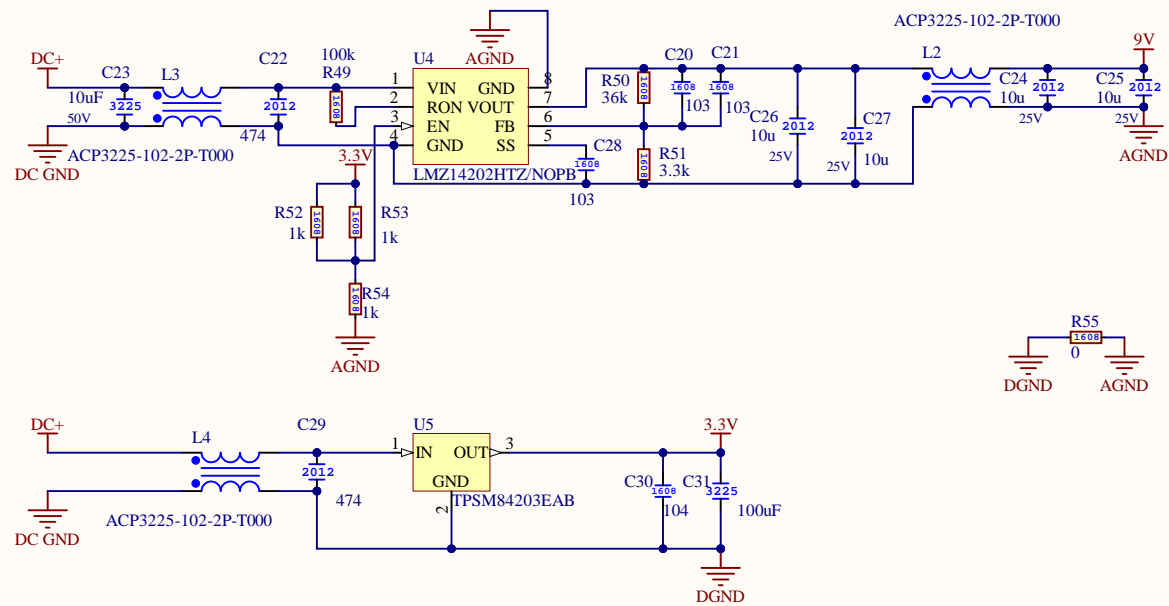 ACP3225-102-2P-T000
DC+
C23
L3
C22
100k
R49
U4
AGND
C20
C21
L2
9V
10uF
3225
50V
2012
474
1608
1
2
3
4
VIN
RON
EN
GND
GND
VOUT
FB
SS
8
7
6
5
R50
36k
1608
1608
103
1608
103
C26
10u
2012
25V
C27
2012
10u
25V
C24
10u
2012
25V
C25
10u
2012
25V
AGND
DC GND
ACP3225-102-2P-T000
LMZ14202HTZ/NOPB
C28
1608
103
R51
3.3k
1608
3.3V
R52
1k
1608
R53
1k
1608
R54
1k
1608
AGND
R55
1608
0
DGND
AGND
DC+
L4
C29
2012
474
U5
1
IN
OUT
3
GND
2
TPSM84203EAB
3.3V
C30
1608
104
C31
3225
100uF
DC GND
ACP3225-102-2P-T000
DGND